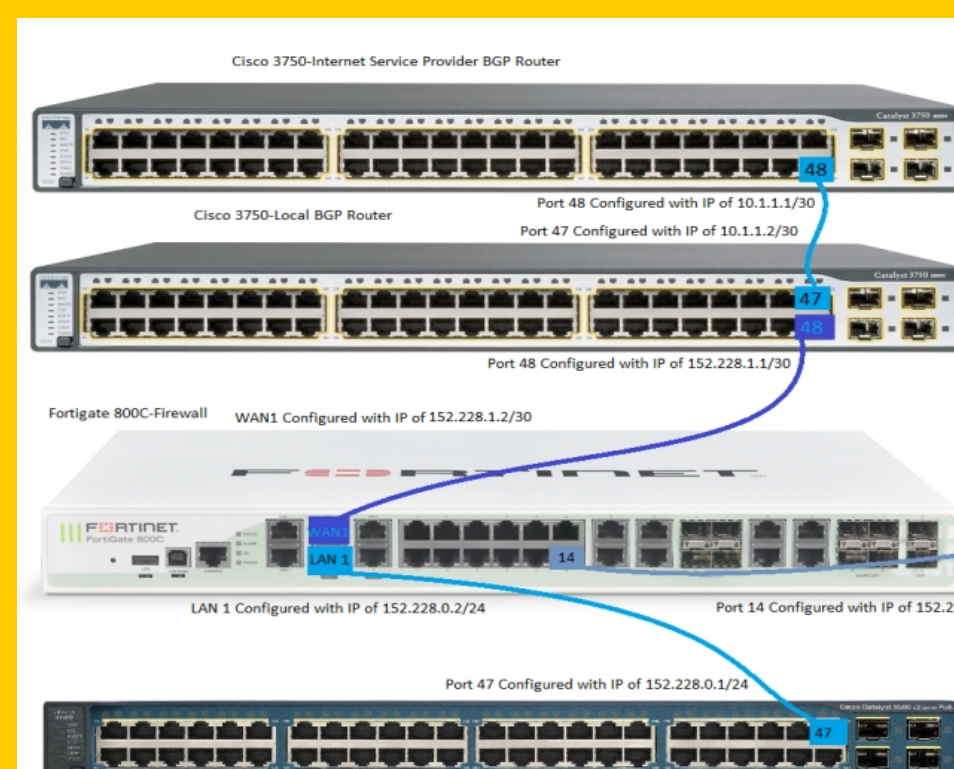 Cisco 3750-Internet Service Provider BGP Router
Catalyst 3750
48
Port 48 Configured with IP of 10.1.1.1/30
Cisco 3750-Local BGP Router
Port 47 Configured with IP of 10.1.1.2/30
Catalyst 3750
47
48
Port 48 Configured with IP of 152.228.1.1/30
Fortigate 800C-Firewall
WAN1 Configured with IP of 152.228.1.2/30
FORTINET
FORTINET
FortiGate 800C
WAN1
LAN 1
14
LAN 1 Configured with IP of 152.228.0.2/24
Port 14 Configured with IP of 152.2
Port 47 Configured with IP of 152.228.0.1/24
Cisco Catalyst
47